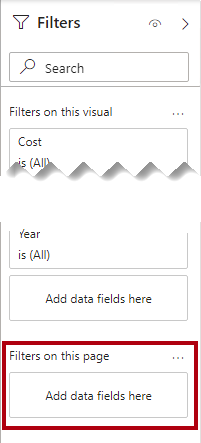 Filters
Search
Filters on this visual
Cost
is (All)
Year
is (All)
Add data fields here
Filters on this page
Add data fields here